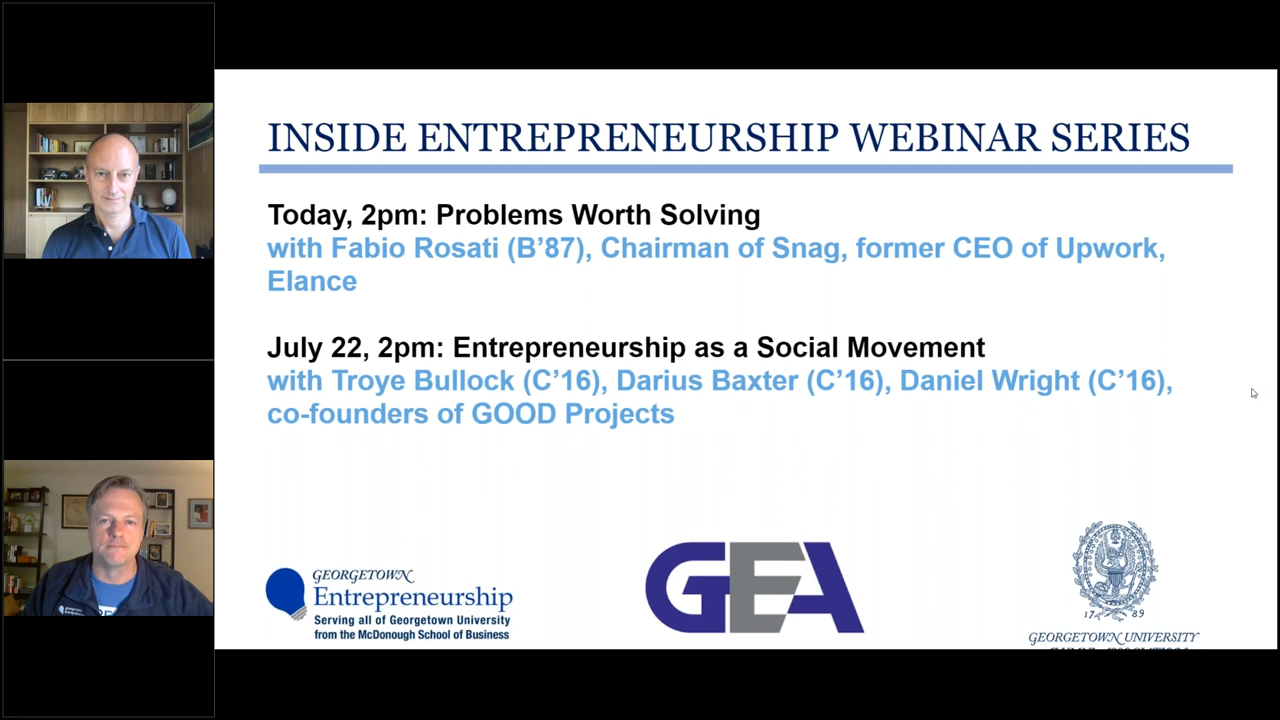 INSIDE ENTREPRENEURSHIP WEBINAR SERIES
Today, 2pm: Problems Worth Solving
with Fabio Rosati (B’87), Chairman of Snag, former CEO of Upwork,
Elance
July 22, 2pm: Entrepreneurship as a Social Movement
with Troye Bullock (C’16), Darius Baxter (C’16), Daniel Wright (C’16),
co-founders of GOOD Projects
GEORGETOWN
Entrepreneurship
Serving all of Georgetown University
from the McDonough School of Business
GEA
17 89
GEORGETOWN UNIVERSITY